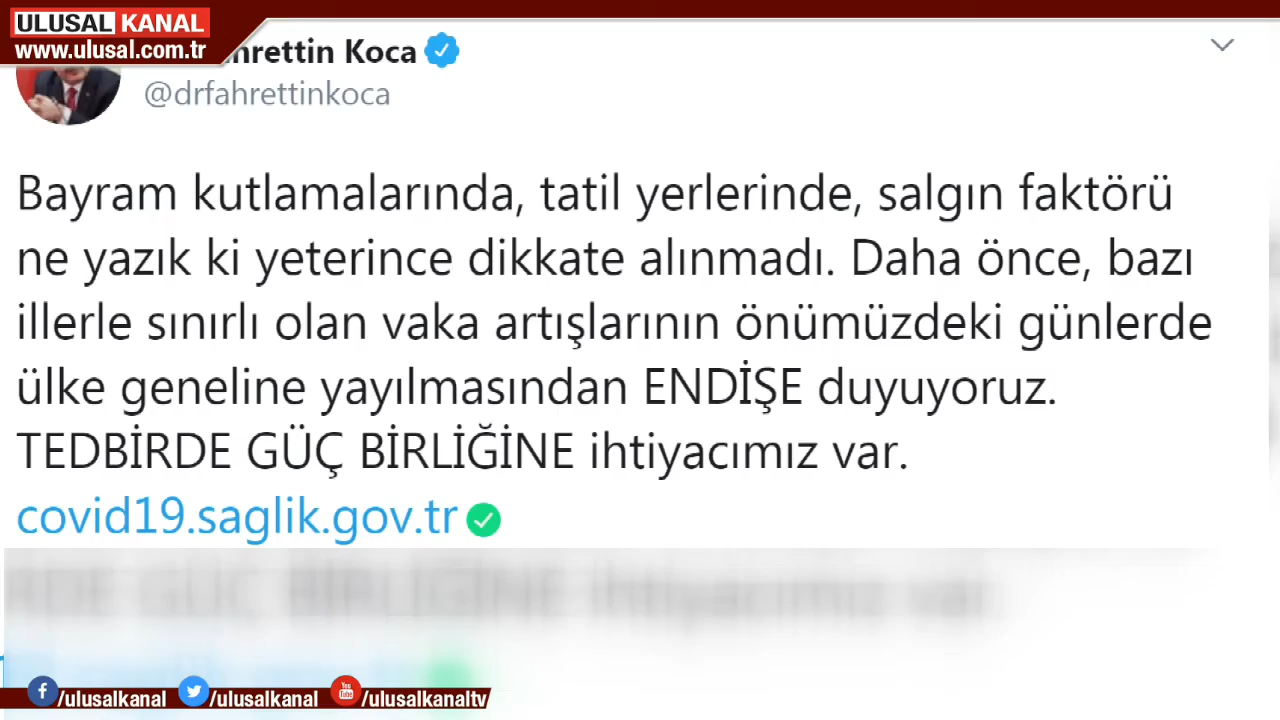 ULUSAL KANAL
www.ulusal.com.tr
ahrettin Koca
@drfahrettinkoca
Bayram kutlamalarında, tatil yerlerinde, salgın faktörü
ne yazık ki yeterince dikkate alınmadı. Daha önce, bazı
illerle sınırlı olan vaka artışlarının önümüzdeki günlerde
ülke geneline yayılmasından ENDİŞE duyuyoruz.
TEDBİRDE GÜÇ BİRLİĞİNE ihtiyacımız var.
covid19.saglik.gov.tr
/ulusalkanal /ulusalkanal /ulusalkanaltv